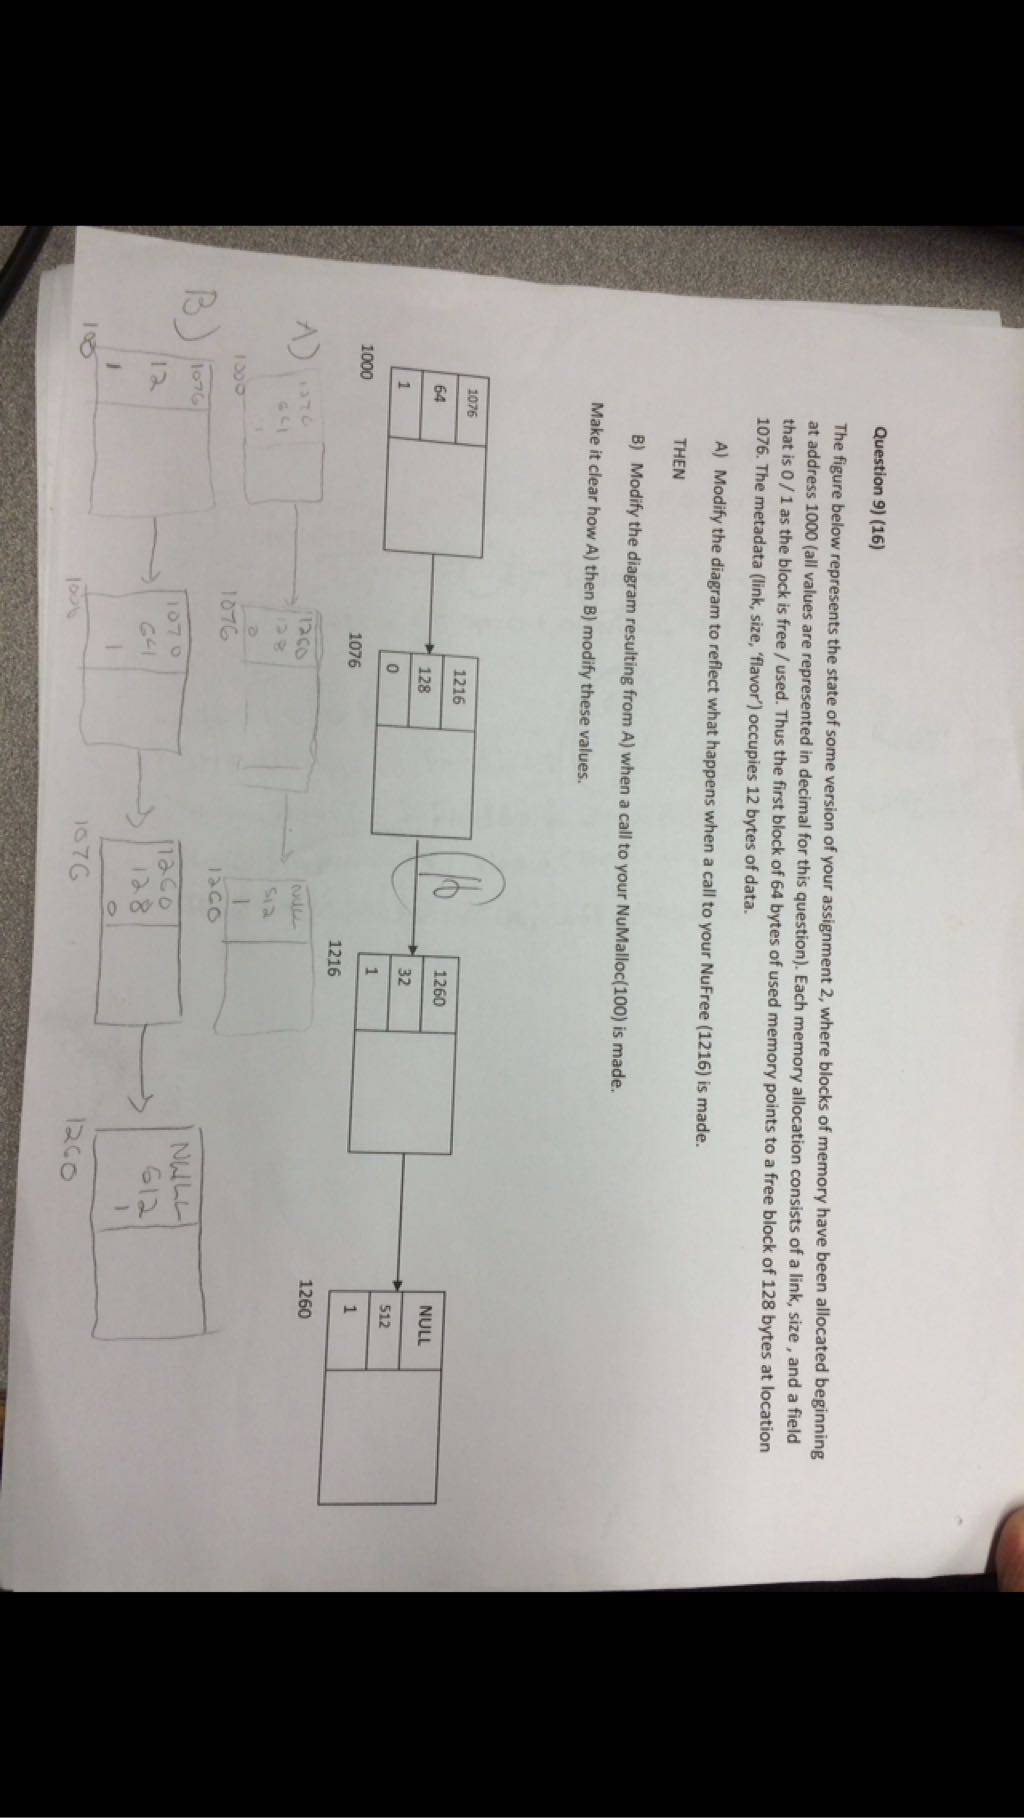 Question 9) (16)
The figure below represents the state of some version of your assignment 2, where blocks of memory have been allocated beginning
at address 1000 (all values are represented in decimal for this question). Each memory allocation consists of a link, size , and a field
that is 0 / 1 as the block is free / used. Thus the first block of 64 bytes of used memory points to a free block of 128 bytes at location
1076. The metadata (link, size, 'flavor') occupies 12 bytes of data.
A) Modify the diagram to reflect what happens when a call to your NuFree (1216) is made.
THEN
B) Modify the diagram resulting from A) when a call to your NuMalloc(100) is made.
Make it clear how A) then B) modify these values.
16
1076
64
1
1000
1216
128
0
1076
1260
32
1
1216
NULL
512
1
1260
A)
1076
641
1000
1260
128
0
1076
NULL
512
1
1260
B)
1076
12
1
100
1070
641
1
1000
1260
128
0
1076
NULL
612
1
1260